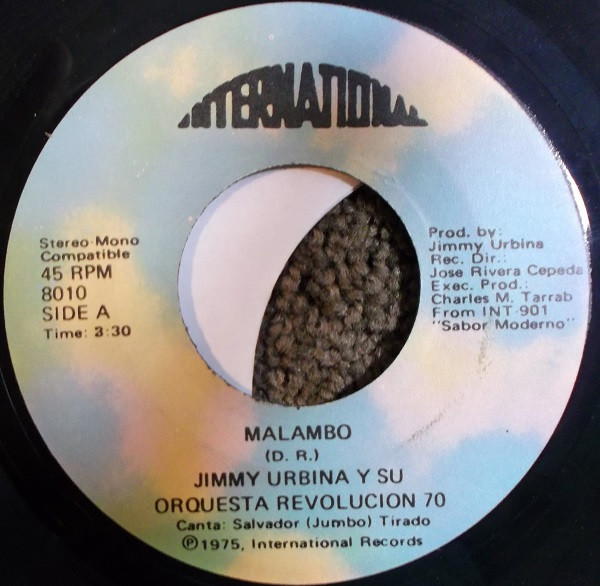 INTERNATIONAL
Stereo-Mono
Compatible
45 RPM
8010
SIDE A
Time: 3:30
Prod. by:
Jimmy Urbina
Rec. Dir.:
Jose Rivera Cepeda
Exec. Prod.:
Charles M. Tarrab
From INT-901
"Sabor Moderno"
MALAMBO
(D. R.)
JIMMY URBINA Y SU
ORQUESTA REVOLUCION 70
Canta: Salvador (Jumbo) Tirado
Ⓟ1975, International Records